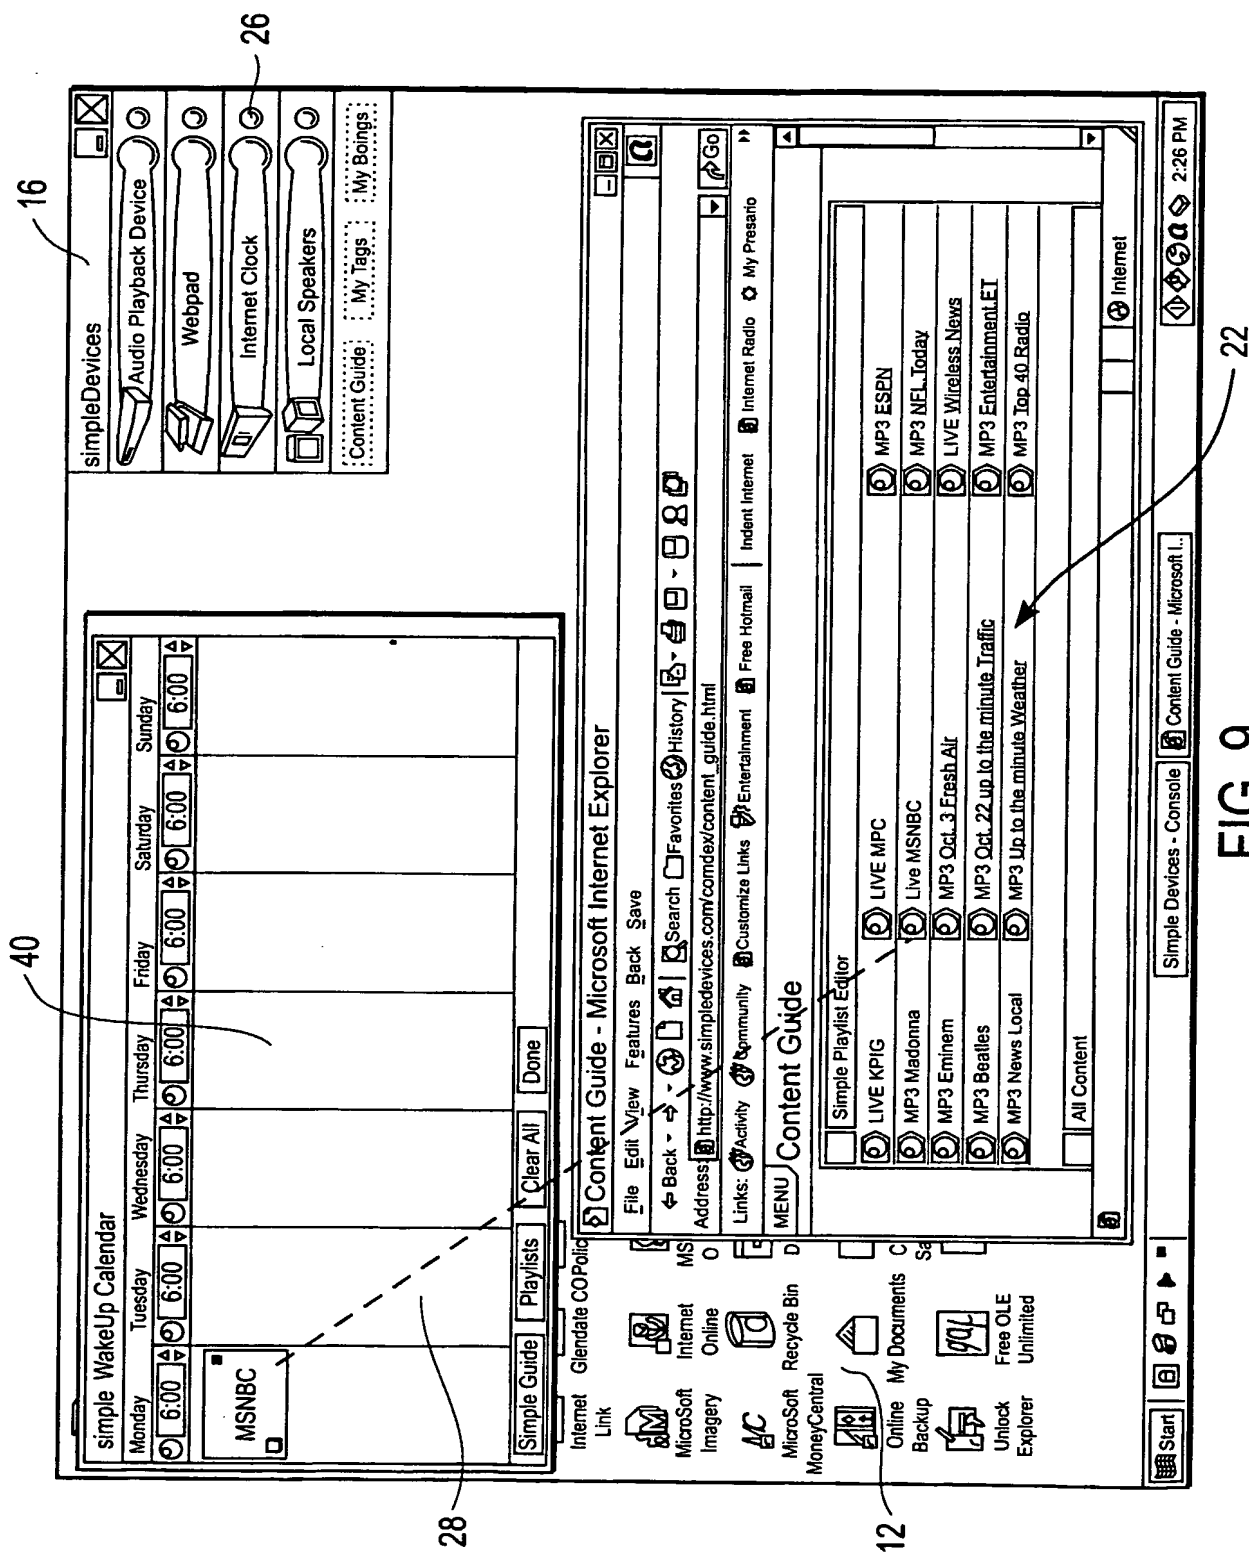 simple WakeUp Calendar
Monday Tuesday Wednesday Thursday Friday Saturday Sunday
6:00 6:00 6:00 6:00 6:00 6:00 6:00
MSNBC
Simple Guide Playlists Clear All Done
40
28
16
simpleDevices
Audio Playback Device
Webpad
Internet Clock
Local Speakers
Content Guide My Tags My Boings
26
Internet Link
Glendate CO
Polic
MicroSoft Imagery
Internet Online
MS
O
MicroSoft MoneyCentral
Recycle Bin
D
Online Backup
My Documents
C
Sa
Unlock Explorer
Free OLE Unlimited
12
Content Guide - Microsoft Internet Explorer
File Edit View Features Back Save
Back Search Favorites History
Address: http://www.simpledevices.com/comdex/content_guide.html Go
Links: Activity Community Customize Links Entertainment Free Hotmail Indent Internet Internet Radio My Presario
MENU Content Guide
Simple Playlist Editor
LIVE KPIG LIVE MPC MP3 ESPN
MP3 Madonna Live MSNBC MP3 NFL.Today
MP3 Eminem MP3 Oct. 3 Fresh Air LIVE Wireless News
MP3 Beatles MP3 Oct. 22 up to the minute Traffic MP3 Entertainment.ET
MP3 News Local MP3 Up to the minute Weather MP3 Top 40 Radio
All Content
Internet
22
Start Simple Devices - Console Content Guide - Microsoft I.. 2:26 PM
FIG. 9